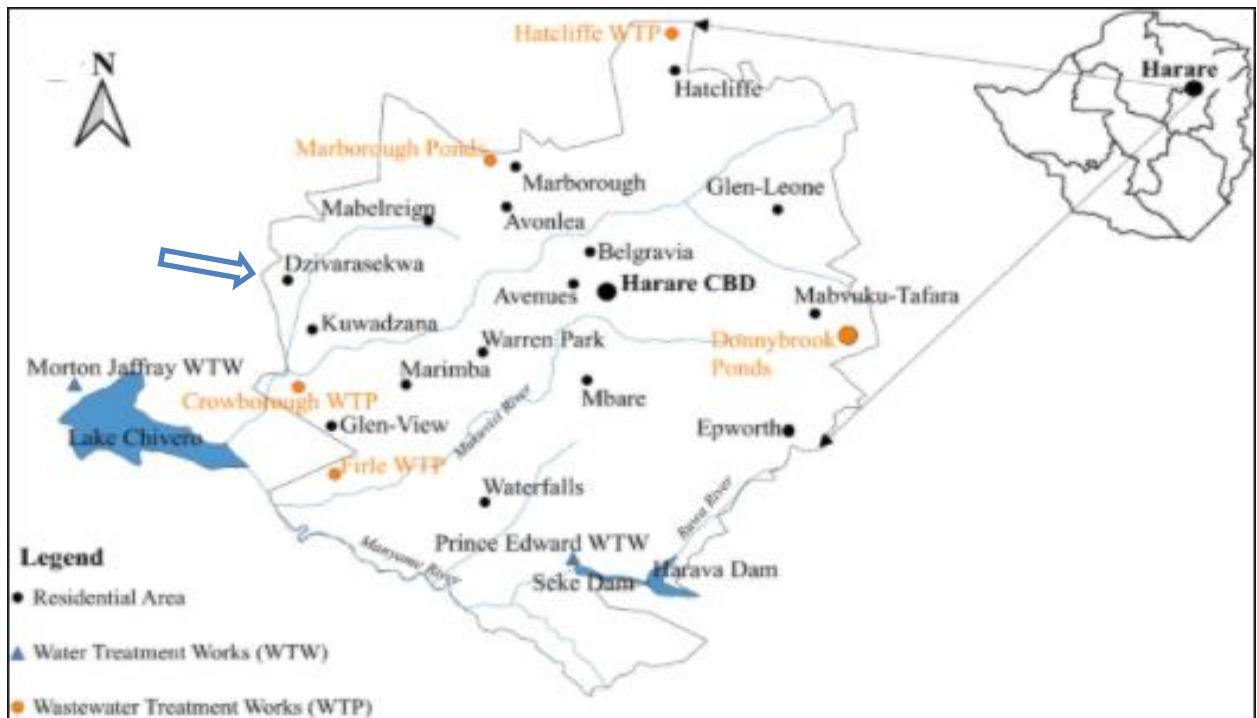 Hatcliffe WTP
N
Harare
Hatcliffe
Marborough Ponds
Marborough
Glen-Leone
Mabelreign
Avonlea
Belgravia
Dzivarasekwa
Avenues
Harare CBD
Mabvuku-Tafara
Kuwadzana
Warren Park
Donnybrook
Ponds
Morton Jaffray WTW
Marimba
Crowborough WTP
Mbare
Glen-View
Mukuvisi River
Epworth
Lake Chivero
Firle WTP
Waterfalls
Ruwa River
Prince Edward WTW
Manyame River
Harava Dam
Seke Dam
Legend
Residential Area
Water Treatment Works (WTW)
Wastewater Treatment Works (WTP)